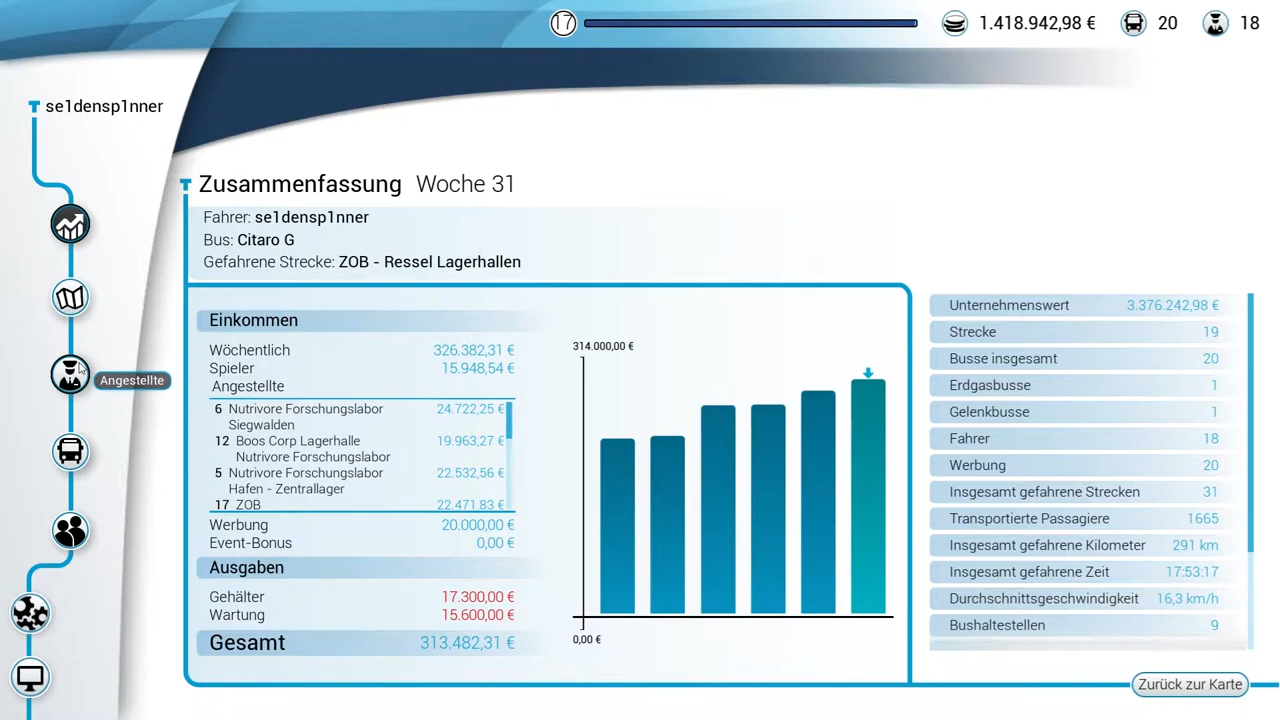 17
1.418.942,98 €
20
18
se1densp1nner
Zusammenfassung Woche 31
Fahrer: se1densp1nner
Bus: Citaro G
Gefahrene Strecke: ZOB - Ressel Lagerhallen
Angestellte
Einkommen
Wöchentlich 326.382,31 €
Spieler 15.948,54 €
Angestellte
6 Nutrivore Forschungslabor 24.722,25 €
Siegwalden
12 Boos Corp Lagerhalle 19.963,27 €
Nutrivore Forschungslabor
5 Nutrivore Forschungslabor 22.532,56 €
Hafen - Zentrallager
17 ZOB 22.471,83 €
Werbung 20.000,00 €
Event-Bonus 0,00 €
Ausgaben
Gehälter 17.300,00 €
Wartung 15.600,00 €
Gesamt 313.482,31 €
314.000,00 €
0,00 €
Unternehmenswert 3.376.242,98 €
Strecke 19
Busse insgesamt 20
Erdgasbusse 1
Gelenkbusse 1
Fahrer 18
Werbung 20
Insgesamt gefahrene Strecken 31
Transportierte Passagiere 1665
Insgesamt gefahrene Kilometer 291 km
Insgesamt gefahrene Zeit 17:53:17
Durchschnittsgeschwindigkeit 16,3 km/h
Bushaltestellen 9
Zurück zur Karte